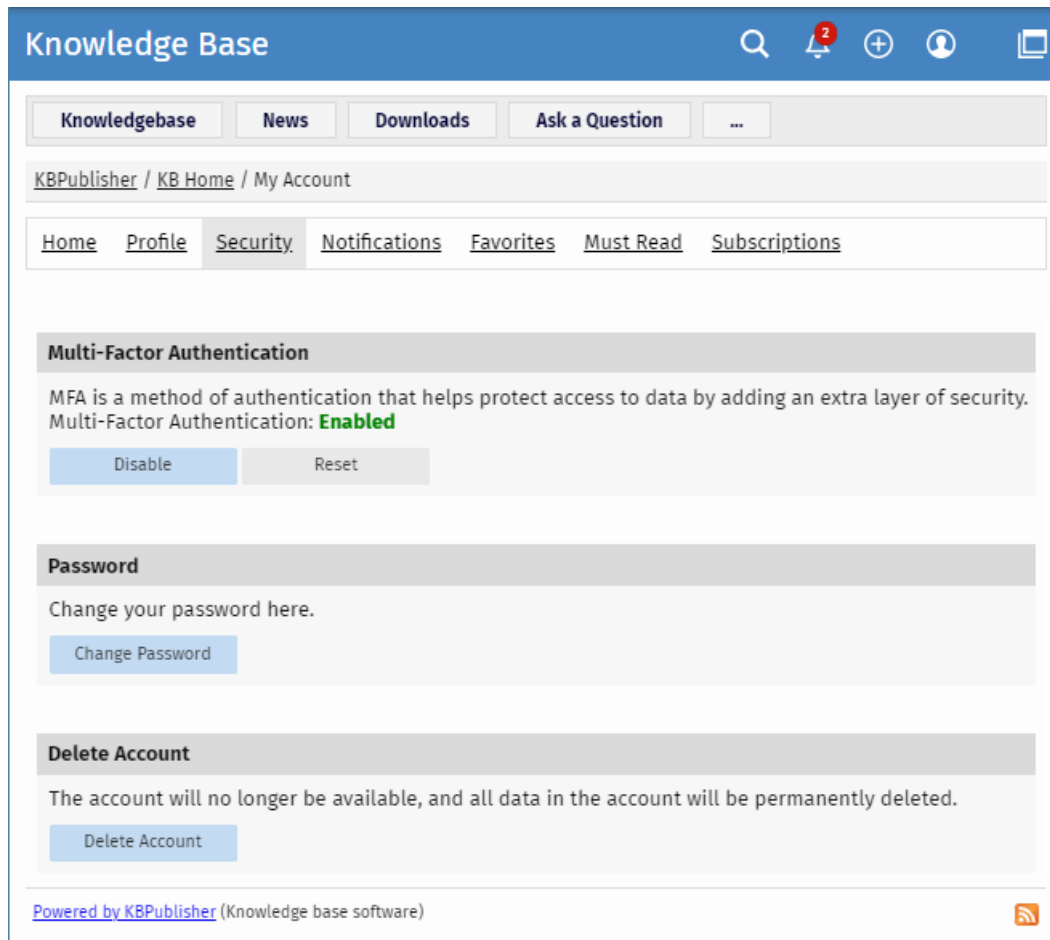 Knowledge Base
2
Knowledgebase News Downloads Ask a Question ...
KBPublisher / KB Home / My Account
Home Profile Security Notifications Favorites Must Read Subscriptions
Multi-Factor Authentication
MFA is a method of authentication that helps protect access to data by adding an extra layer of security.
Multi-Factor Authentication: Enabled
Disable Reset
Password
Change your password here.
Change Password
Delete Account
The account will no longer be available, and all data in the account will be permanently deleted.
Delete Account
Powered by KBPublisher (Knowledge base software)